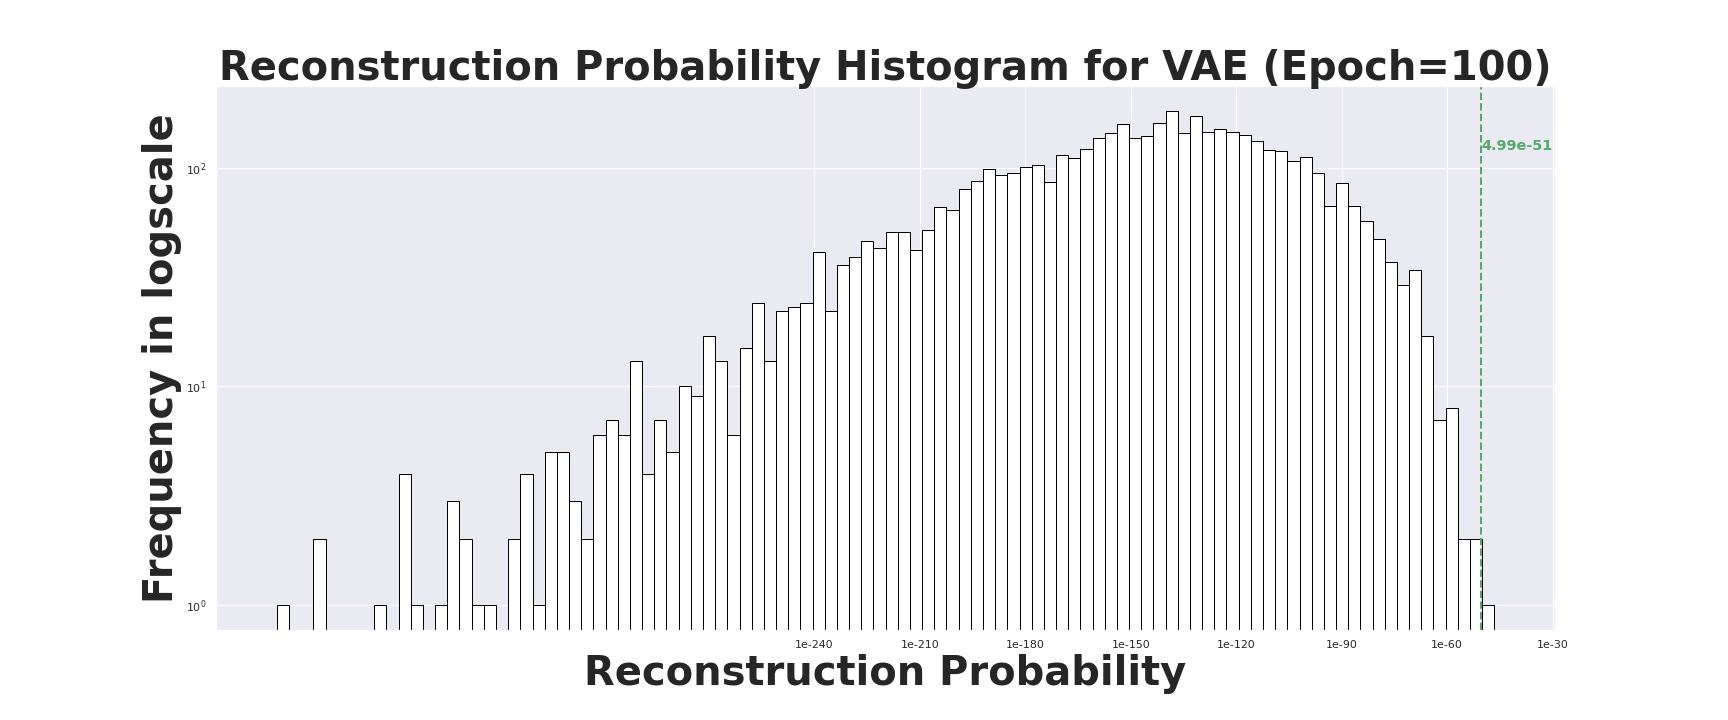 Reconstruction Probability Histogram for VAE (Epoch=100)
Frequency in logscale
10²
10¹
10⁰
4.99e-51
1e-240 1e-210 1e-180 1e-150 1e-120 1e-90 1e-60 1e-30
Reconstruction Probability